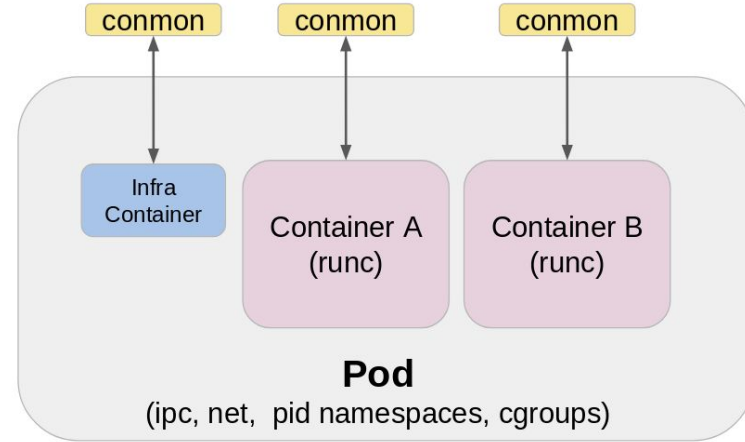 conmon
conmon
conmon
Infra
Container
Container A
(runc)
Container B
(runc)
Pod
(ipc, net, pid namespaces, cgroups)